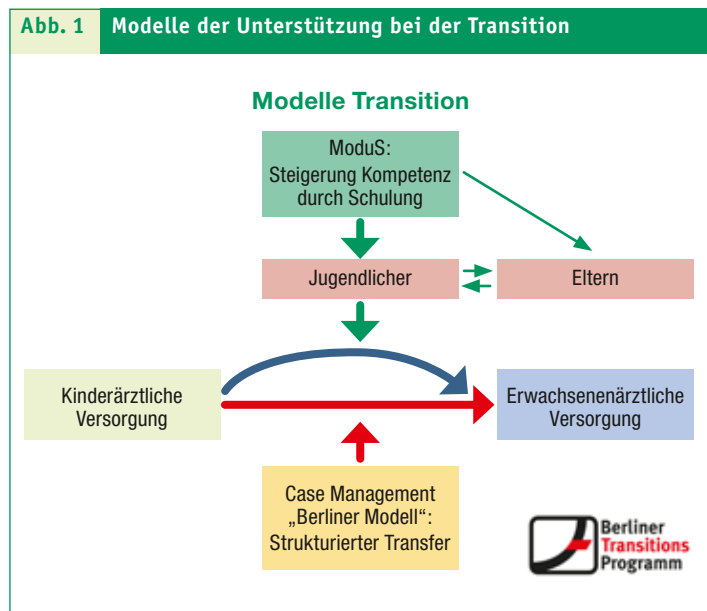 Abb. 1 Modelle der Unterstützung bei der Transition
Modelle Transition
ModuS:
Steigerung Kompetenz
durch Schulung
Jugendlicher
Eltern
Kinderärztliche
Versorgung
Erwachsenenärztliche
Versorgung
Case Management
„Berliner Modell“:
Strukturierter Transfer
Berliner
Transitions
Programm